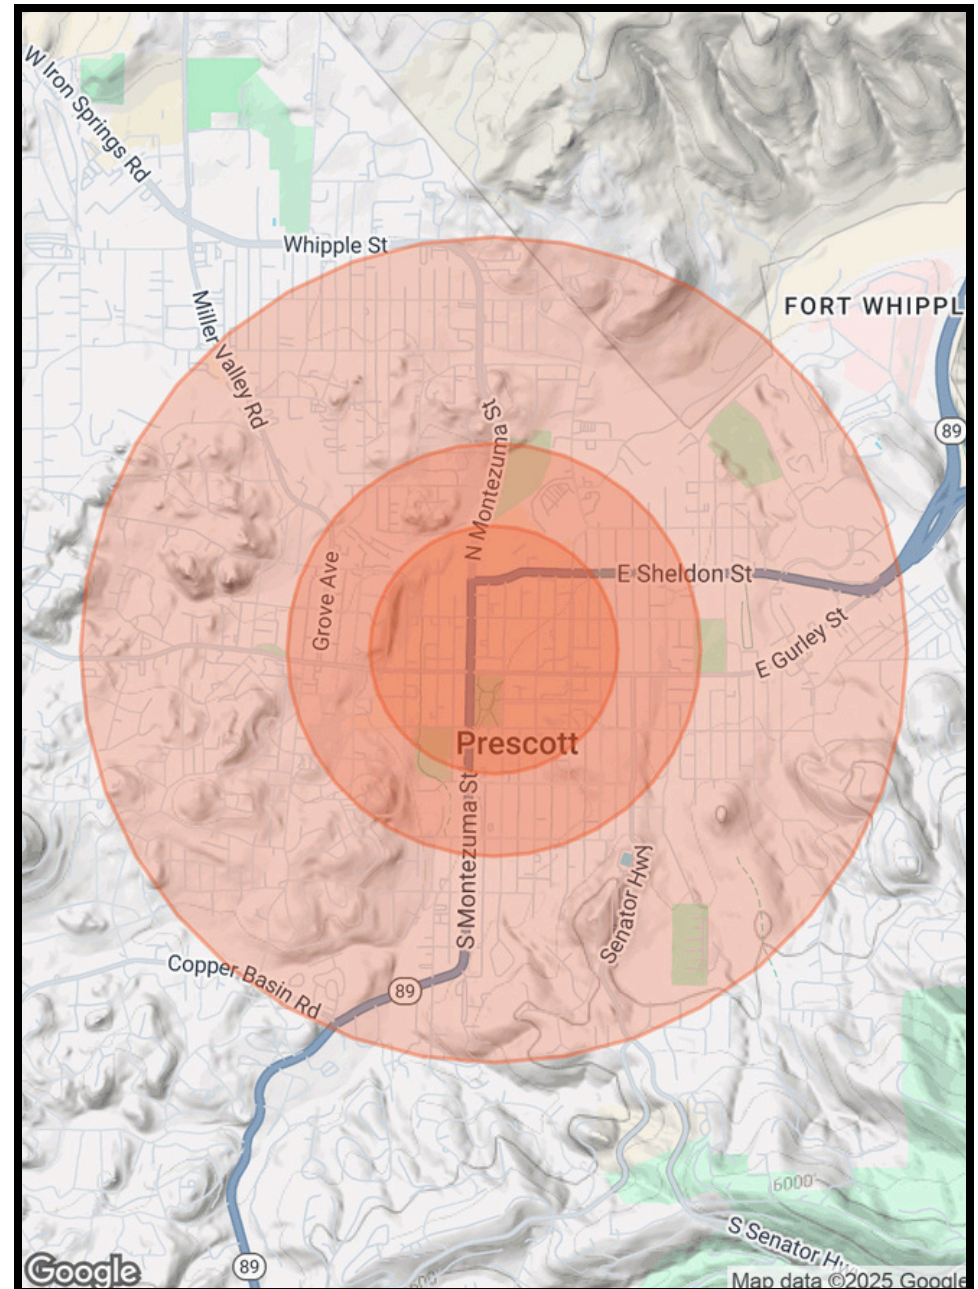 W Iron Springs Rd
Whipple St
FORT WHIPPL
Miller Valley Rd
N Montezuma St
89
E Sheldon St
Grove Ave
E Gurley St
Prescott
S Montezuma St
Senator Hwy
Copper Basin Rd
89
6000'
S Senator Hwy
89
Google
Map data ©2025 Google